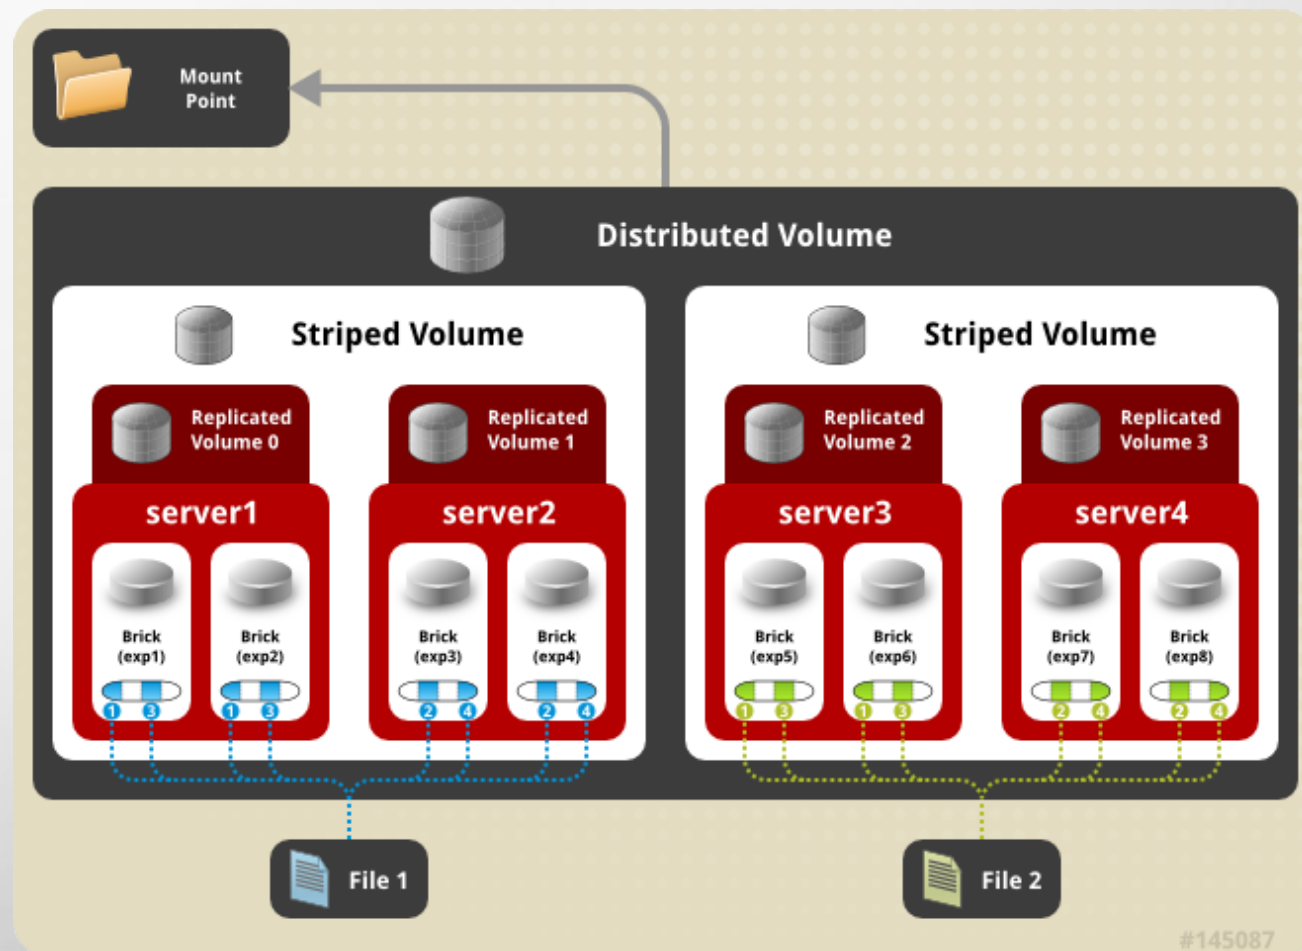 Mount
Point
Distributed Volume
Striped Volume
Replicated
Volume 0
server1
Brick
(exp1)
1 3
Brick
(exp2)
1 3
Replicated
Volume 1
server2
Brick
(exp3)
2 4
Brick
(exp4)
2 4
Striped Volume
Replicated
Volume 2
server3
Brick
(exp5)
1 3
Brick
(exp6)
1 3
Replicated
Volume 3
server4
Brick
(exp7)
2 4
Brick
(exp8)
2 4
File 1
File 2
#145087